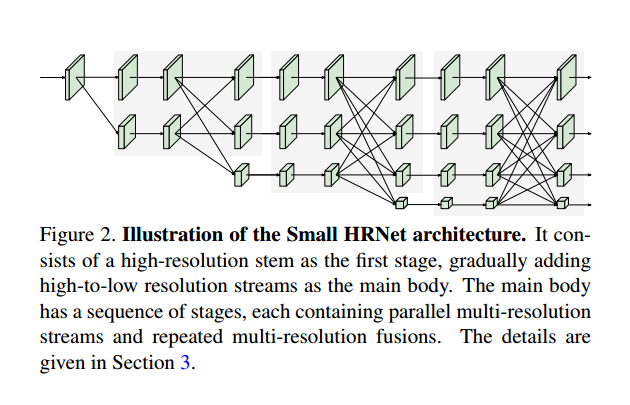 Figure 2. Illustration of the Small HRNet architecture. It con-
sists of a high-resolution stem as the first stage, gradually adding
high-to-low resolution streams as the main body. The main body
has a sequence of stages, each containing parallel multi-resolution
streams and repeated multi-resolution fusions. The details are
given in Section 3.